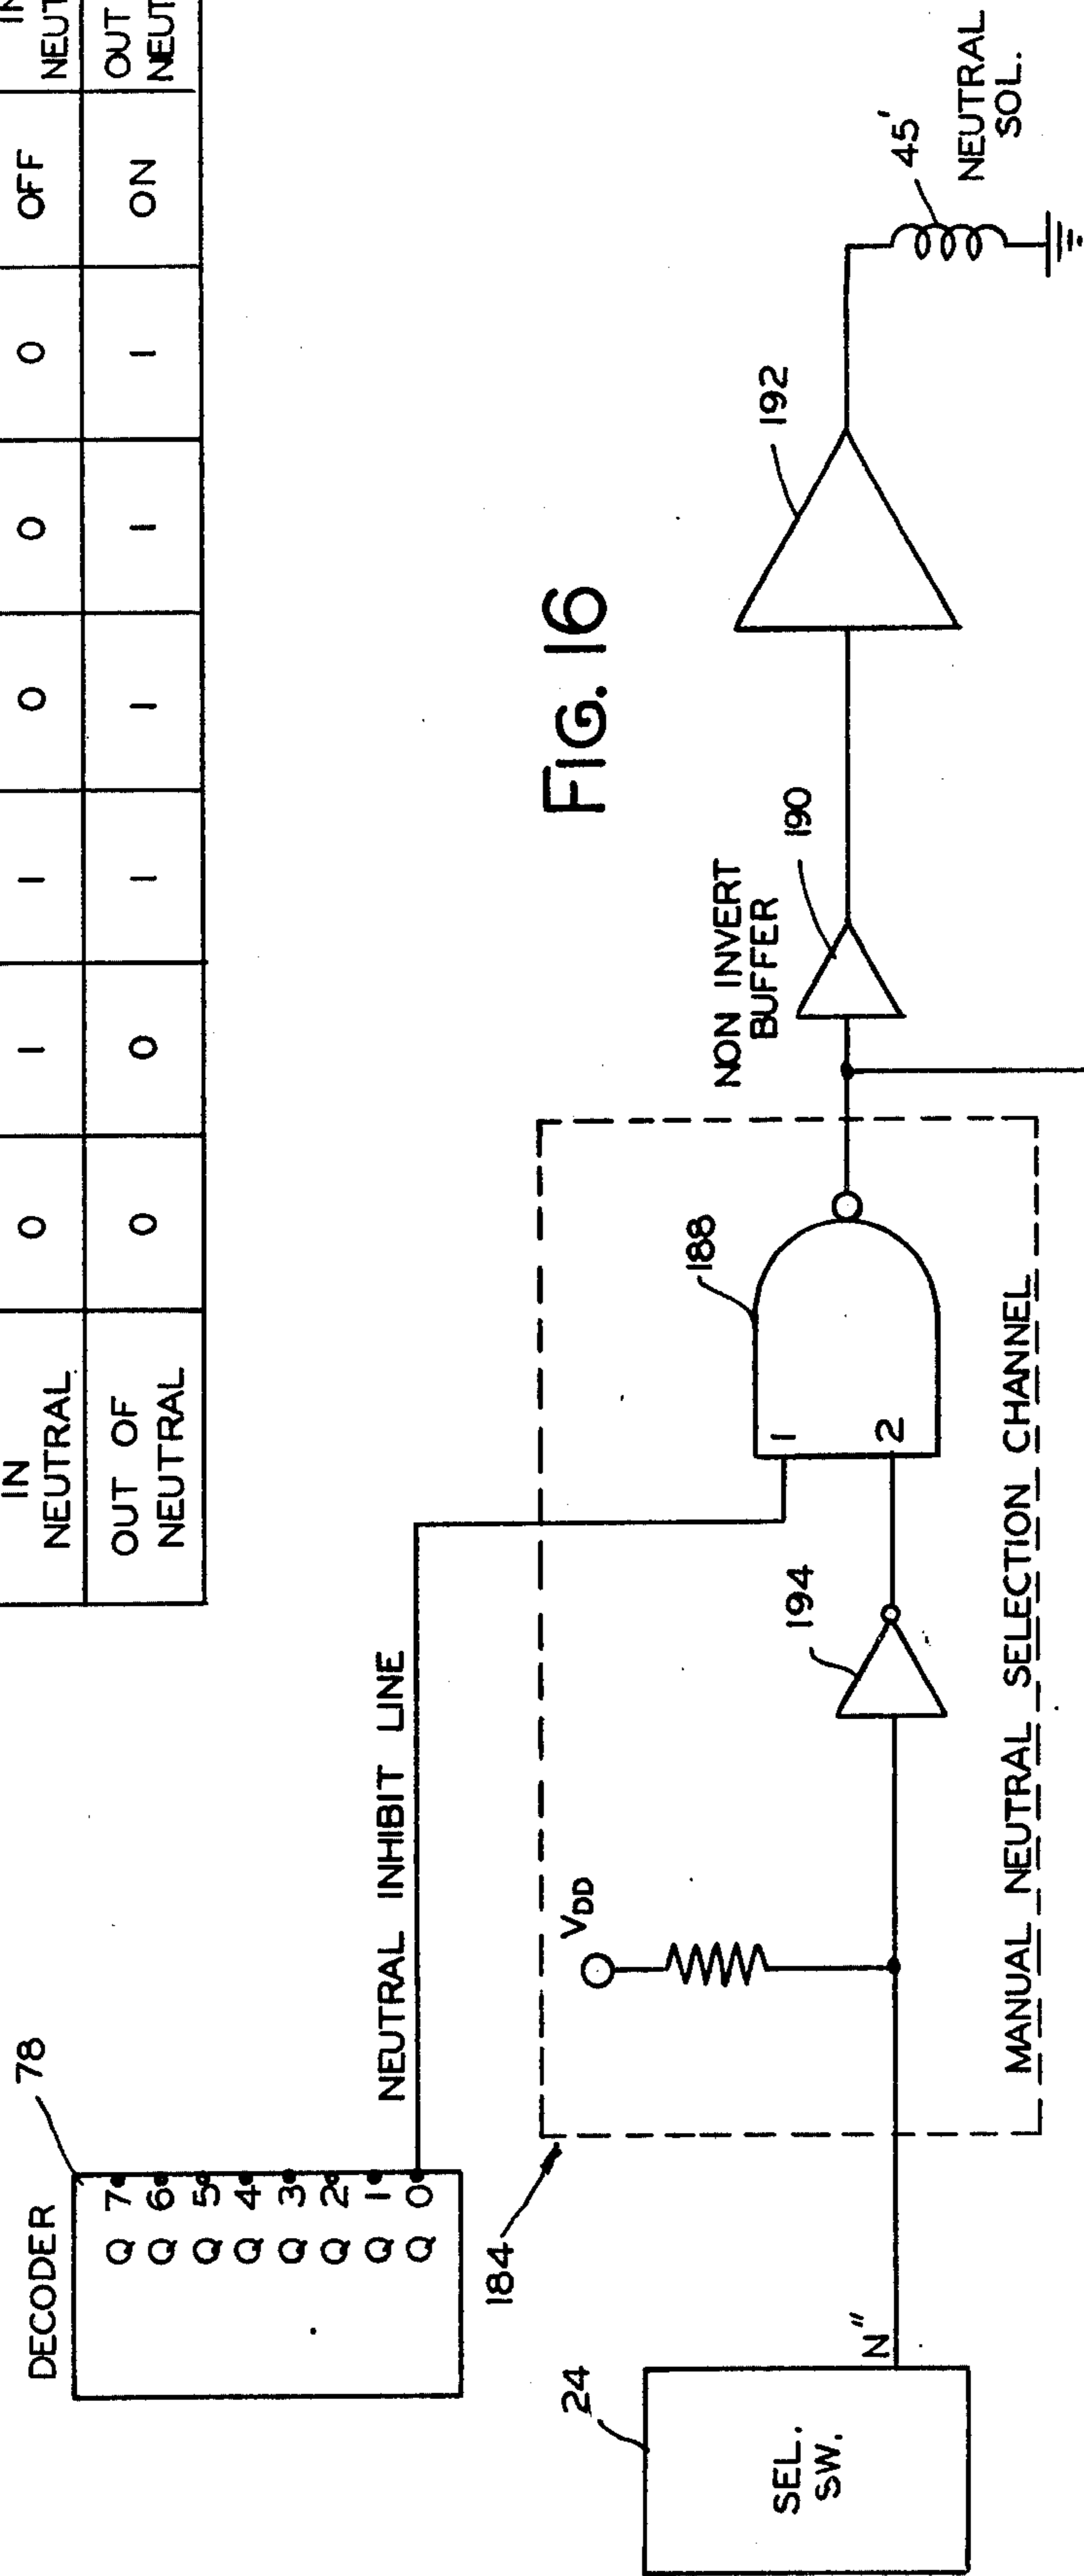 IN
NEUTRAL
0
1
1
0
0
0
OFF
OUT OF
NEUTRAL
0
0
1
1
1
1
ON
OUT
FIG. 16
DECODER
78
Q 7
Q 6
Q 5
Q 4
Q 3
Q 2
Q 1
Q 0
NEUTRAL INHIBIT LINE
184
24
SEL.
SW.
N"
VDD
194
1
2
188
MANUAL NEUTRAL SELECTION CHANNEL
NON INVERT
BUFFER
190
192
45'
NEUTRAL
SOL.